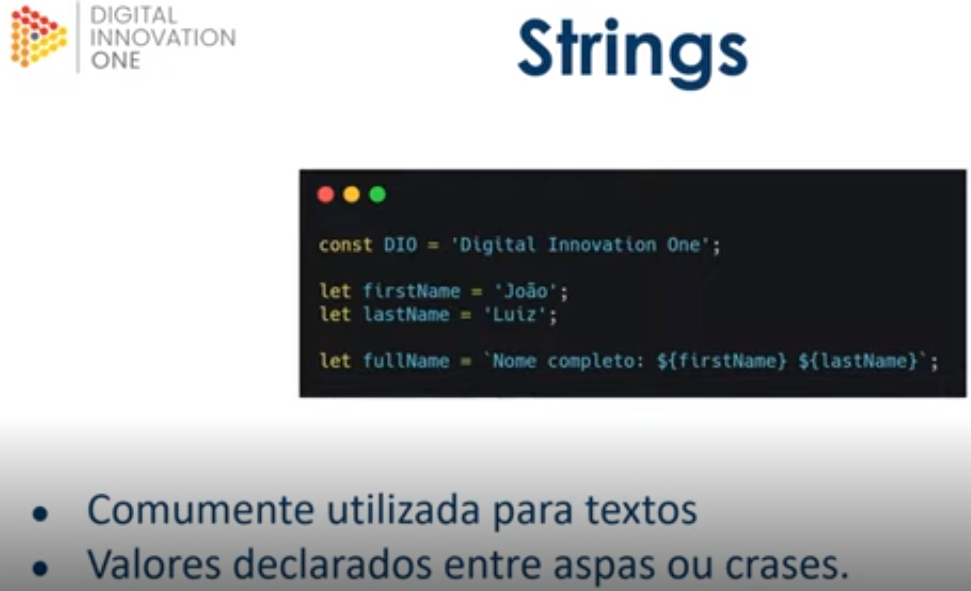 DIGITAL
INNOVATION
ONE
Strings
const DIO = 'Digital Innovation One';
let firstName = 'João';
let lastName = 'Luiz';
let fullName = `Nome completo: ${firstName} ${lastName}`;
• Comumente utilizada para textos
• Valores declarados entre aspas ou crases.